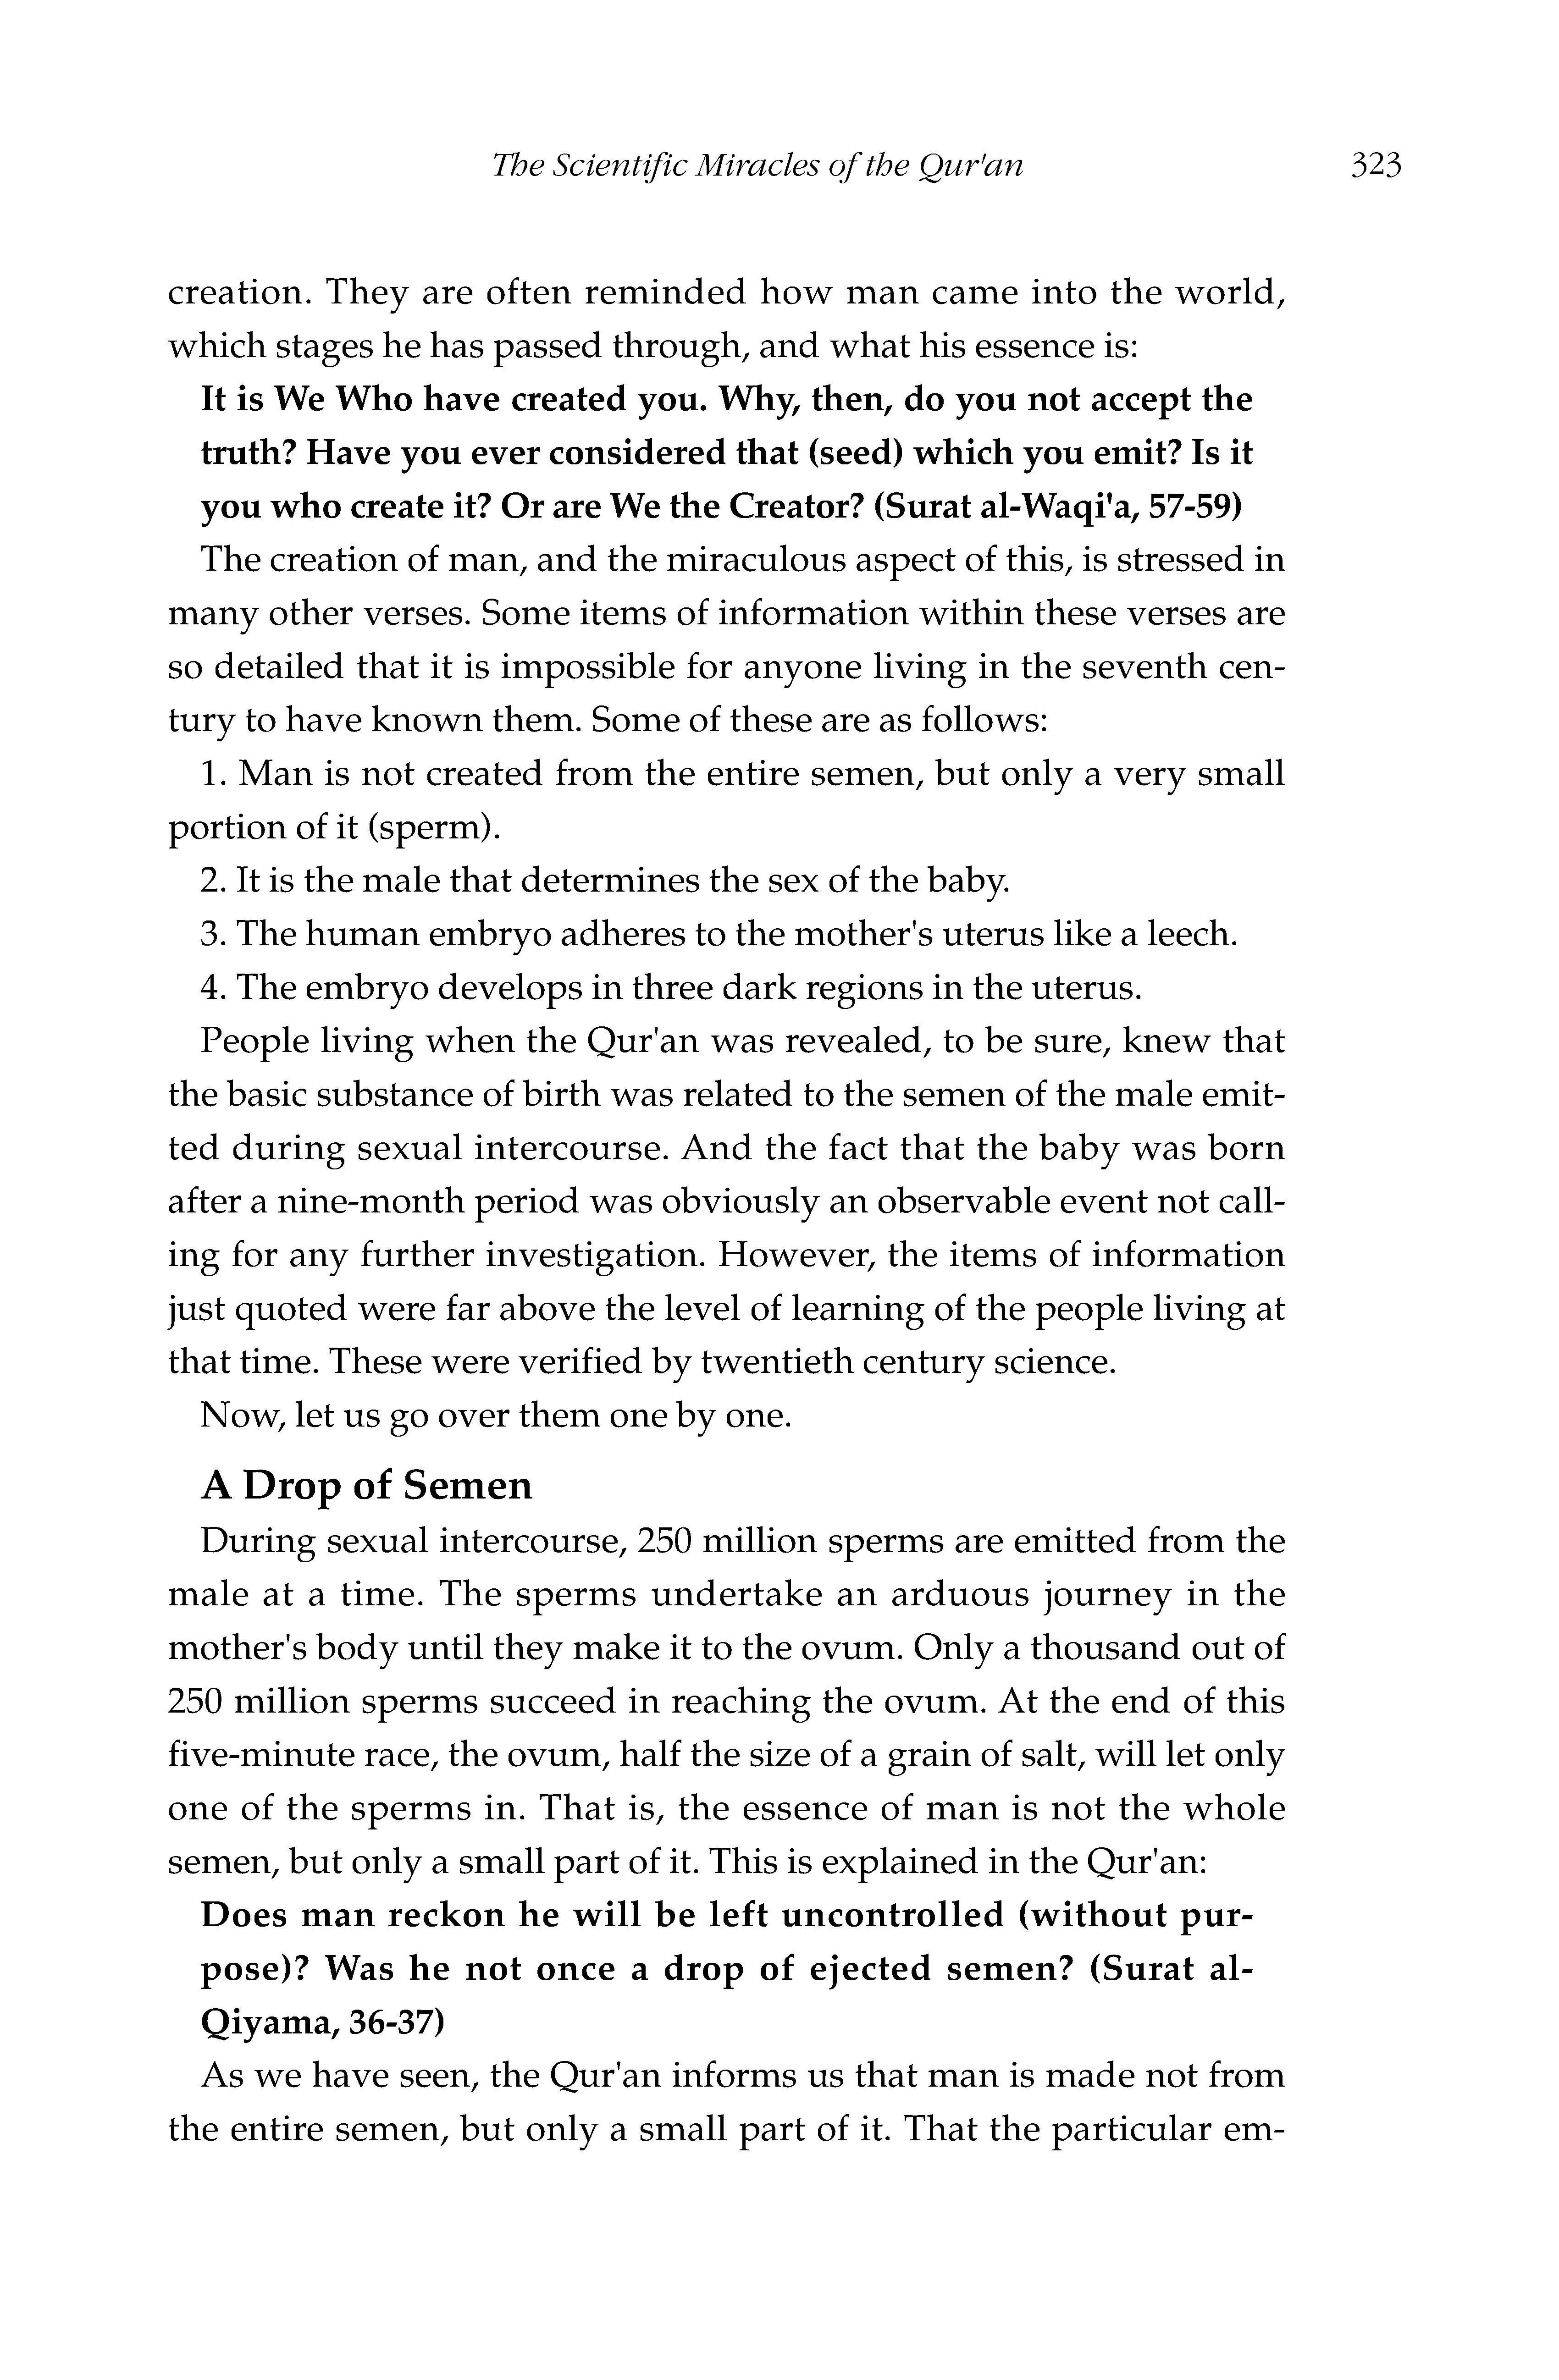 The Scientific Miracles of the Qur'an 323
creation. They are often reminded how man came into the world,
which stages he has passed through, and what his essence is:
It is We Who have created you. Why, then, do you not accept the
truth? Have you ever considered that (seed) which you emit? Is it
you who create it? Or are We the Creator? (Surat al-Waqi'a, 57-59)
The creation of man, and the miraculous aspect of this, is stressed in
many other verses. Some items of information within these verses are
so detailed that it is impossible for anyone living in the seventh cen-
tury to have known them. Some of these are as follows:
1. Man is not created from the entire semen, but only a very small
portion of it (sperm).
2. It is the male that determines the sex of the baby.
3. The human embryo adheres to the mother's uterus like a leech.
4. The embryo develops in three dark regions in the uterus.
People living when the Qur'an was revealed, to be sure, knew that
the basic substance of birth was related to the semen of the male emit-
ted during sexual intercourse. And the fact that the baby was born
after a nine-month period was obviously an observable event not call-
ing for any further investigation. However, the items of information
just quoted were far above the level of learning of the people living at
that time. These were verified by twentieth century science.
Now, let us go over them one by one.
A Drop of Semen
During sexual intercourse, 250 million sperms are emitted from the
male at a time. The sperms undertake an arduous journey in the
mother's body until they make it to the ovum. Only a thousand out of
250 million sperms succeed in reaching the ovum. At the end of this
five-minute race, the ovum, half the size of a grain of salt, will let only
one of the sperms in. That is, the essence of man is not the whole
semen, but only a small part of it. This is explained in the Qur'an:
Does man reckon he will be left uncontrolled (without pur-
pose)? Was he not once a drop of ejected semen? (Surat al-
Qiyama, 36-37)
As we have seen, the Qur'an informs us that man is made not from
the entire semen, but only a small part of it. That the particular em-